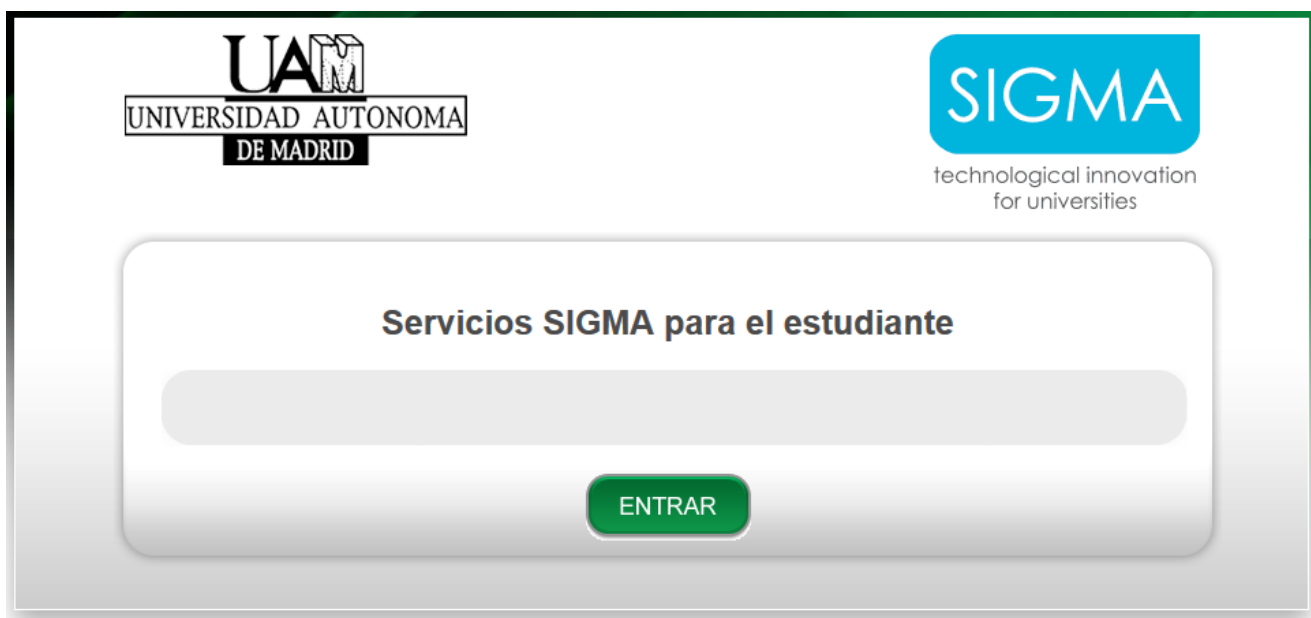 UAM
UNIVERSIDAD AUTONOMA
DE MADRID
SIGMA
technological innovation
for universities
Servicios SIGMA para el estudiante
ENTRAR